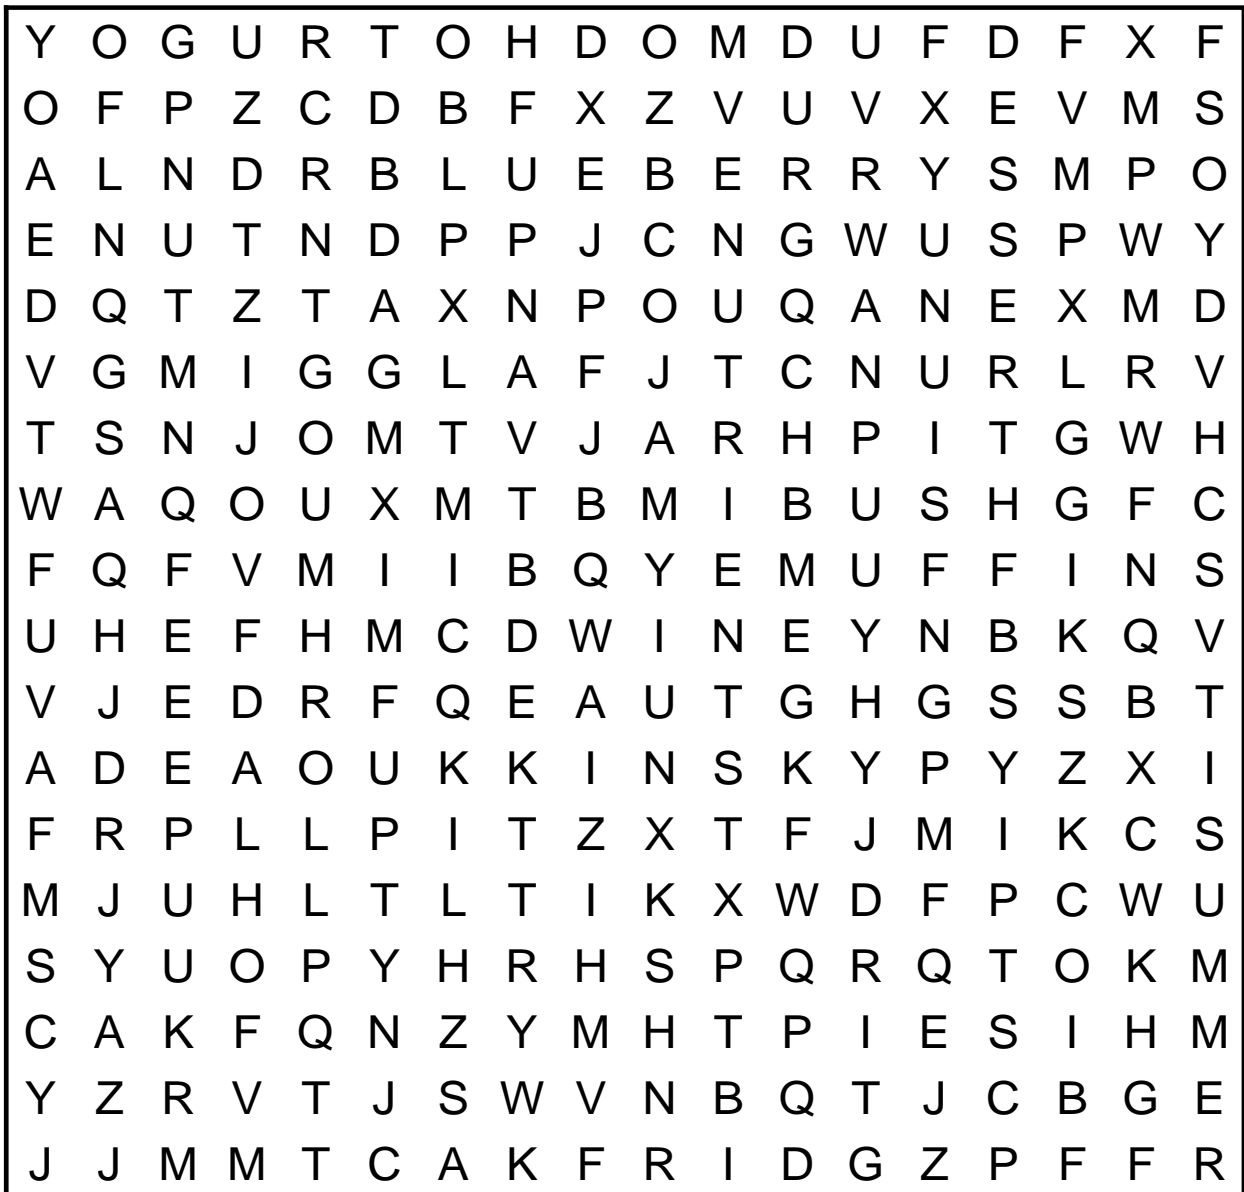 Y O G U R T O H D O M D U F D F X F
O F P Z C D B F X Z V U V X E V M S
A L N D R B L U E B E R R Y S M P O
E N U T N D P P J C N G W U S P W Y
D Q T Z T A X N P O U Q A N E X M D
V G M I G G L A F J T C N U R L R V
T S N J O M T V J A R H P I T G W H
W A Q O U X M T B M I B U S H G F C
F Q F V M I I B Q Y E M U F F I N S
U H E F H M C D W I N E Y N B K Q V
V J E D R F Q E A U T G H G S S B T
A D E A O U K K I N S K Y P Y Z X I
F R P L L P I T Z X T F J M I K C S
M J U H L T L T I K X W D F P C W U
S Y U O P Y H R H S P Q R Q T O K M
C A K F Q N Z Y M H T P I E S I H M
Y Z R V T J S W V N B Q T J C B G E
J J M M T C A K F R I D G Z P F F R